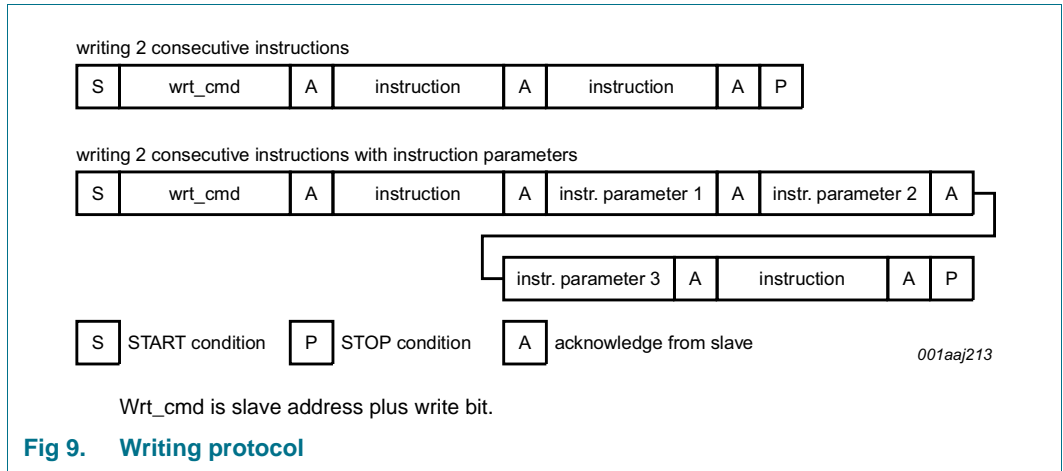 writing 2 consecutive instructions
S wrt_cmd A instruction A instruction A P
writing 2 consecutive instructions with instruction parameters
S wrt_cmd A instruction A instr. parameter 1 A instr. parameter 2 A
instr. parameter 3 A instruction A P
S START condition P STOP condition A acknowledge from slave
001aaj213
Wrt_cmd is slave address plus write bit.
Fig 9. Writing protocol